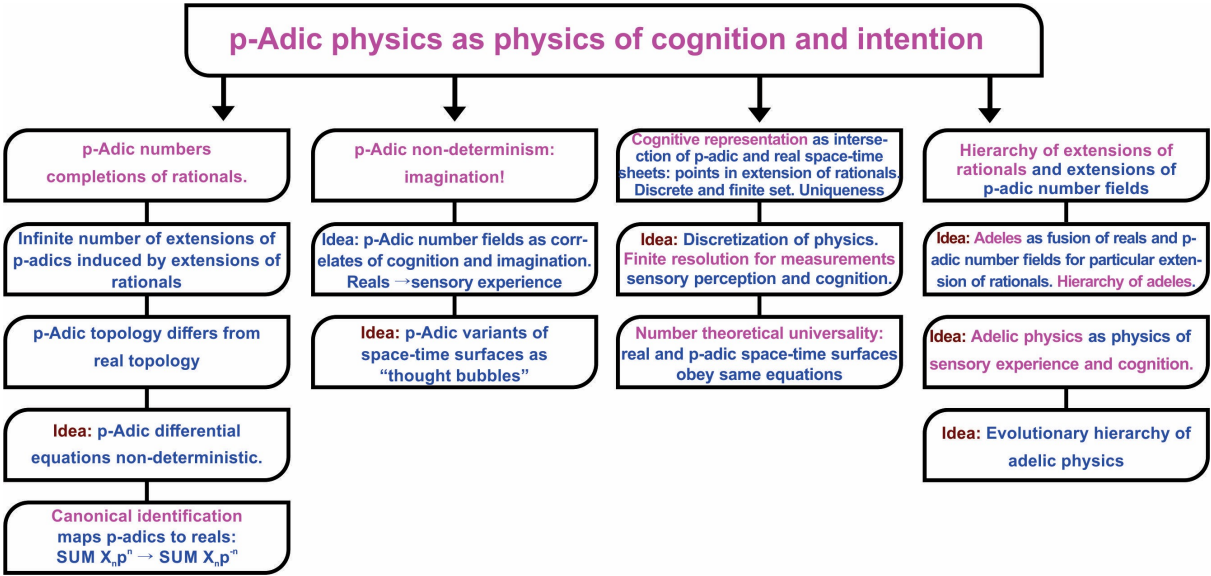 p-Adic physics as physics of cognition and intention
p-Adic numbers
completions of rationals.
Infinite number of extensions of
p-adics induced by extensions of
rationals
p-Adic topology differs from
real topology
Idea: p-Adic differential
equations non-deterministic.
Canonical identification
maps p-adics to reals:
SUM Xₙpⁿ → SUM Xₙp⁻ⁿ
p-Adic non-determinism:
imagination!
Idea: p-Adic number fields as corr-
elates of cognition and imagination.
Reals →sensory experience
Idea: p-Adic variants of
space-time surfaces as
“thought bubbles”
Cognitive representation as interse-
ction of p-adic and real space-time
sheets: points in extension of rationals.
Discrete and finite set. Uniqueness
Idea: Discretization of physics.
Finite resolution for measurements
sensory perception and cognition.
Number theoretical universality:
real and p-adic space-time surfaces
obey same equations
Hierarchy of extensions of
rationals and extensions of
p-adic number fields
Idea: Adeles as fusion of reals and p-
adic number fields for particular exten-
sion of rationals. Hierarchy of adeles.
Idea: Adelic physics as physics of
sensory experience and cognition.
Idea: Evolutionary hierarchy of
adelic physics